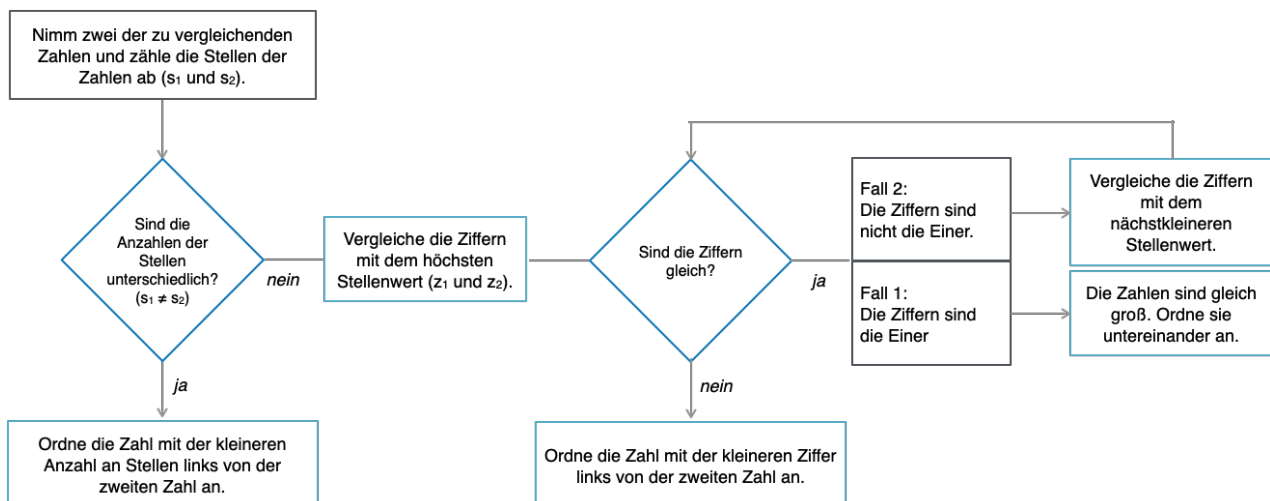 Nimm zwei der zu vergleichenden
Zahlen und zähle die Stellen der
Zahlen ab (s₁ und s₂).
Sind die
Anzahlen der
Stellen
unterschiedlich?
(s₁ ≠ s₂)
nein
ja
Ordne die Zahl mit der kleineren
Anzahl an Stellen links von der
zweiten Zahl an.
Vergleiche die Ziffern
mit dem höchsten
Stellenwert (z₁ und z₂).
Sind die Ziffern
gleich?
ja
nein
Ordne die Zahl mit der kleineren Ziffer
links von der zweiten Zahl an.
Fall 2:
Die Ziffern sind
nicht die Einer.
Vergleiche die Ziffern
mit dem
nächstkleineren
Stellenwert.
Fall 1:
Die Ziffern sind
die Einer
Die Zahlen sind gleich
groß. Ordne sie
untereinander an.